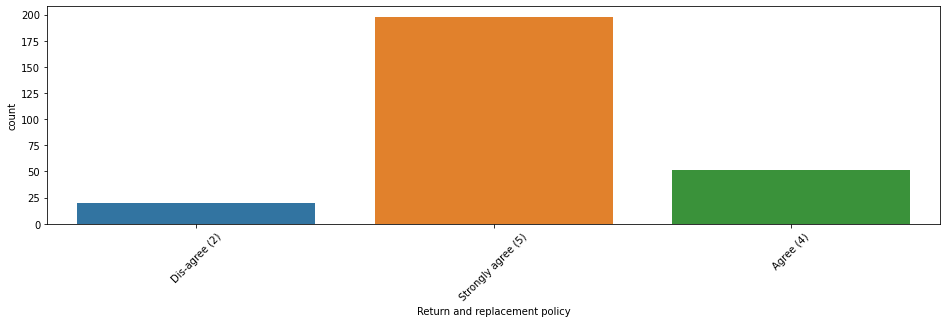 200
175
150
125
100
75
50
25
0
count
Dis-agree (2)
Strongly agree (5)
Agree (4)
Return and replacement policy